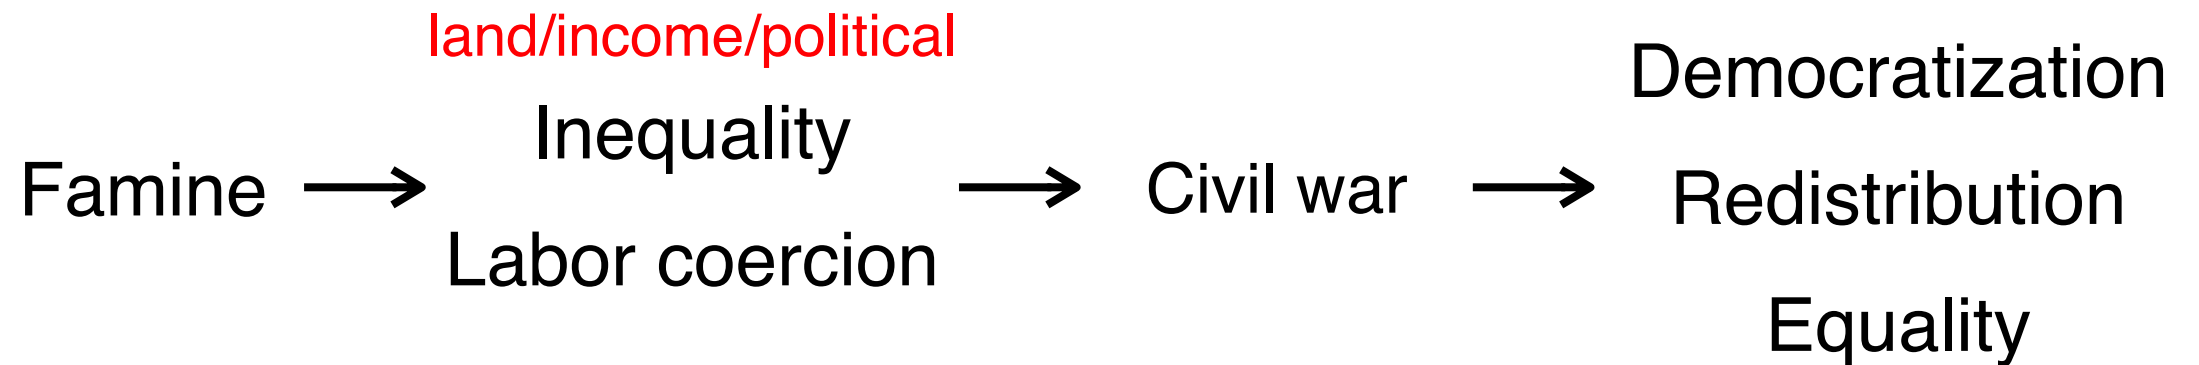 land/income/political
Inequality
Labor coercion
Famine
Civil war
Democratization
Redistribution
Equality